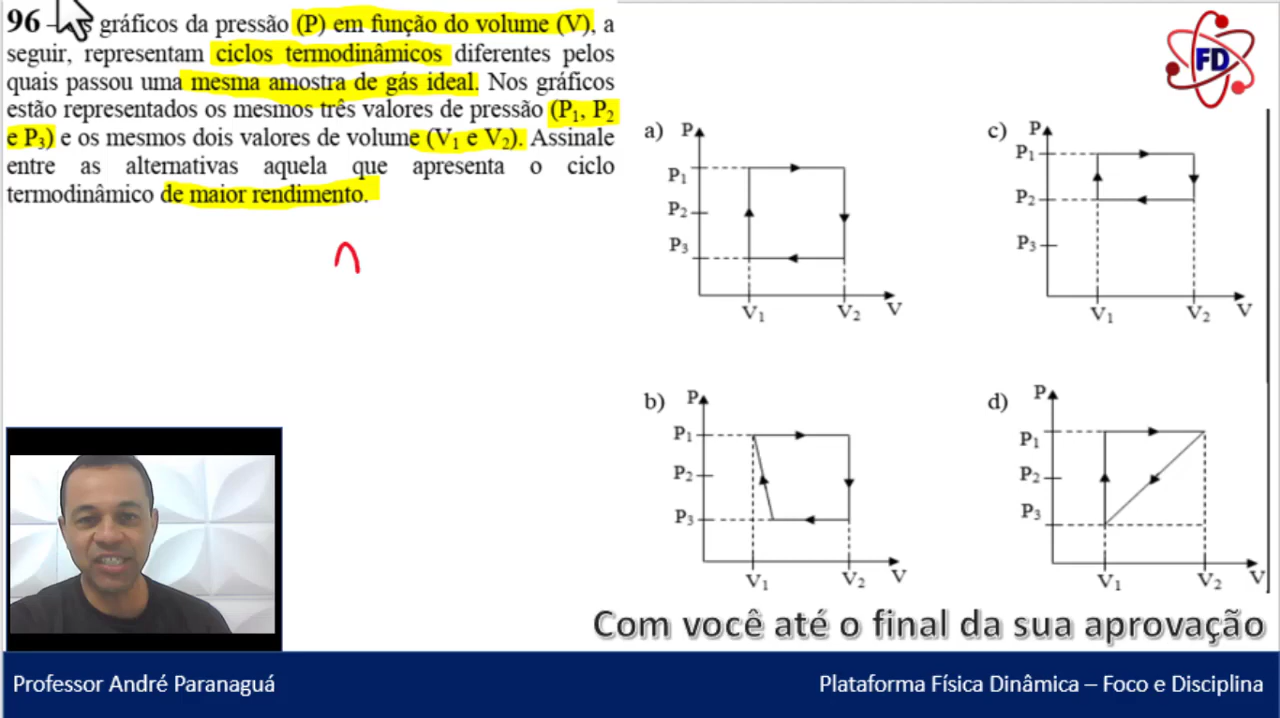 96 – gráficos da pressão (P) em função do volume (V), a
seguir, representam ciclos termodinâmicos diferentes pelos
quais passou uma mesma amostra de gás ideal. Nos gráficos
estão representados os mesmos três valores de pressão (P₁, P₂
e P₃) e os mesmos dois valores de volume (V₁ e V₂). Assinale
entre as alternativas aquela que apresenta o ciclo
termodinâmico de maior rendimento.
FD
a)
P
P₁
P₂
P₃
V₁
V₂
V
c)
P
P₁
P₂
P₃
V₁
V₂
V
b)
P
P₁
P₂
P₃
V₁
V₂
V
d)
P
P₁
P₂
P₃
V₁
V₂
V
Com você até o final da sua aprovação
Professor André Paranaguá
Plataforma Física Dinâmica – Foco e Disciplina